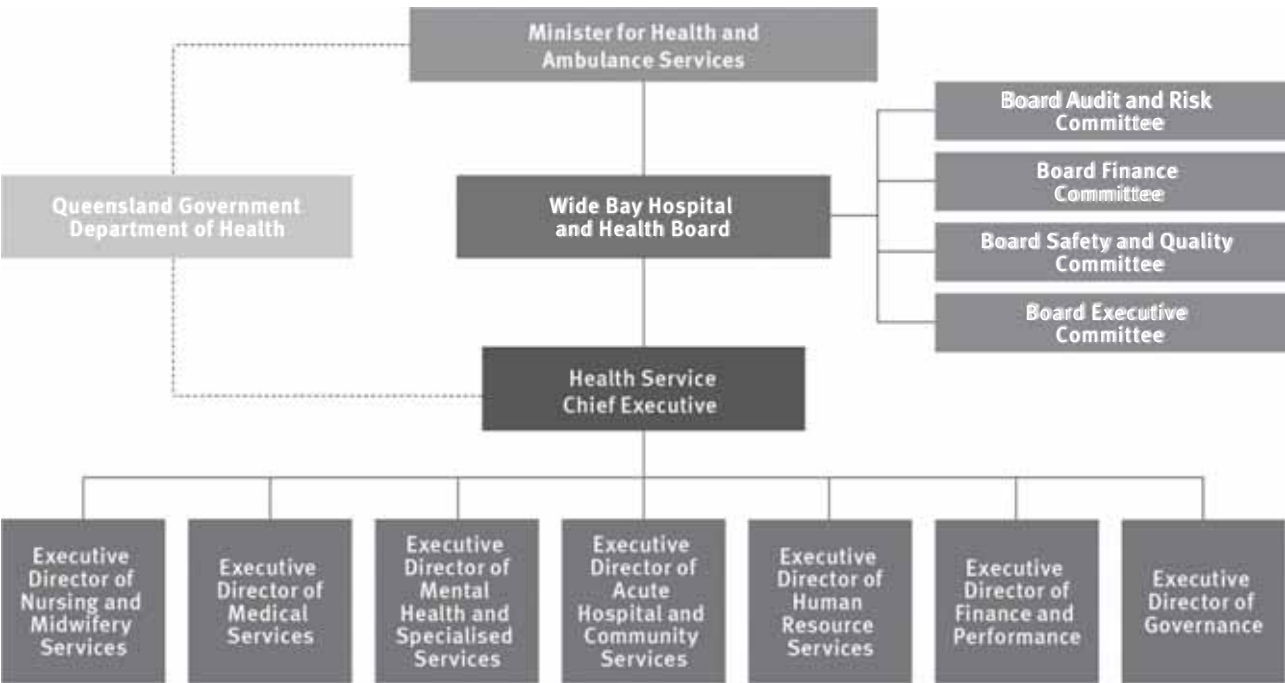 Minister for Health and
Ambulance Services
Board Audit and Risk
Committee
Board Finance
Committee
Board Safety and Quality
Committee
Board Executive
Committee
Queensland Government
Department of Health
Wide Bay Hospital
and Health Board
Health Service
Chief Executive
Executive
Director of
Nursing and
Midwifery
Services
Executive
Director of
Medical
Services
Executive
Director of
Mental
Health and
Specialised
Services
Executive
Director of
Acute
Hospital and
Community
Services
Executive
Director of
Human
Resource
Services
Executive
Director of
Finance and
Performance
Executive
Director of
Governance